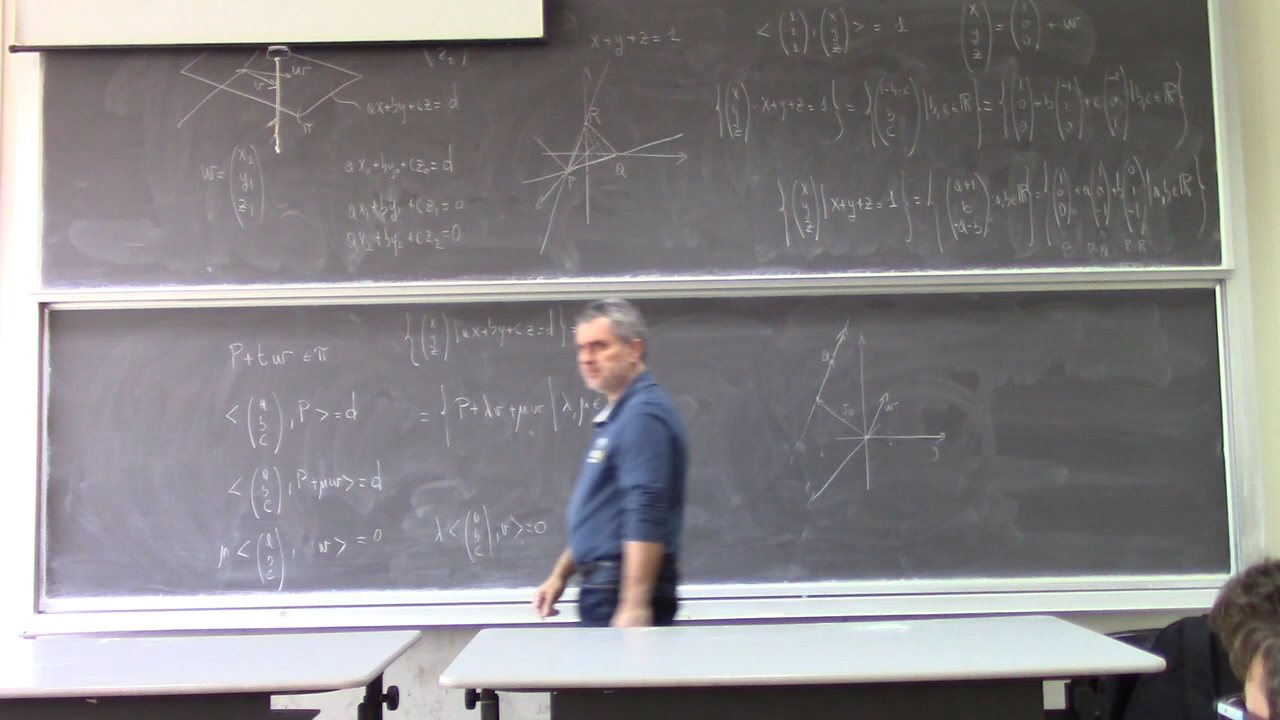 x+y+z=1
< (1 1 1), (x y z) > = 1
(x y z) = (1 0 0) + w
z₂
w
v
ax+by+cz=d
π
{ (x y z) : x+y+z=1 } = { (1-b-c b c) | b,c∈ℝ } = { (1 0 0) + b (-1 1 0) + c (-1 0 1) | b,c∈ℝ }
R
Q
P
w = (x₁ y₁ z₁)
ax₀+by₀+cz₀=d
ax₁+by₁+cz₁=0
ax₂+by₂+cz₂=0
{ (x y z) | x+y+z=1 } = { (a+1 b -a-b) : a,b∈ℝ } = { (1 0 0) + a (1 0 -1) + b (0 1 -1) | a,b∈ℝ }
P+tw ∈π
{ (x y z) | ax+by+cz=d } =
< (a b c), P > = d
= { P+λv+μw | λ,μ∈
Q
v₀
w
< (a b c), P+μw > = d
μ < (a b c), w > = 0
λ < (a b c), v > = 0